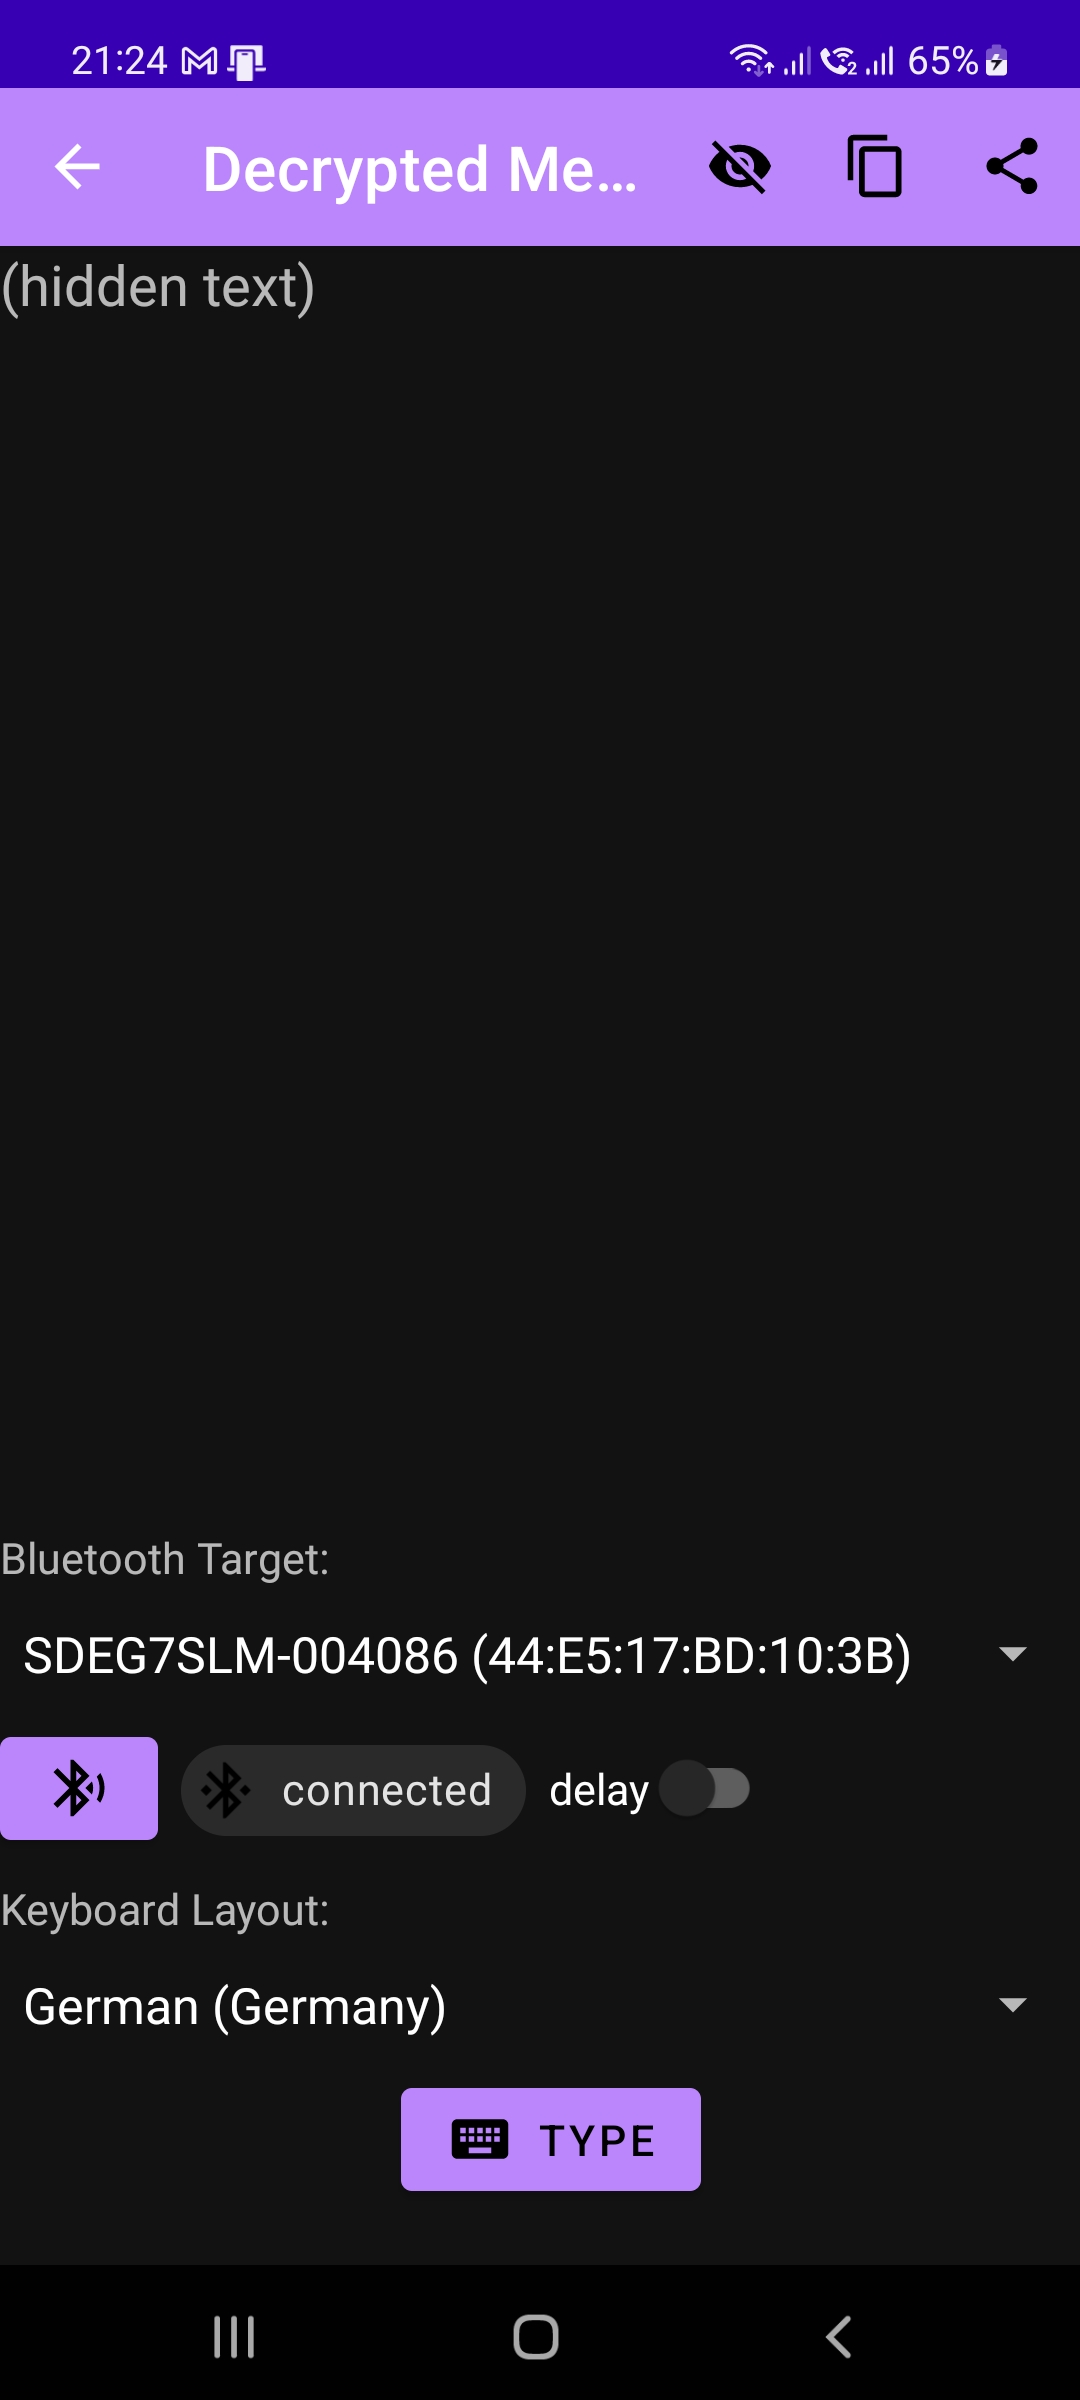 21:24 2 65%
Decrypted Me...
(hidden text)
Bluetooth Target:
SDEG7SLM-004086 (44:E5:17:BD:10:3B)
connected delay
Keyboard Layout:
German (Germany)
TYPE